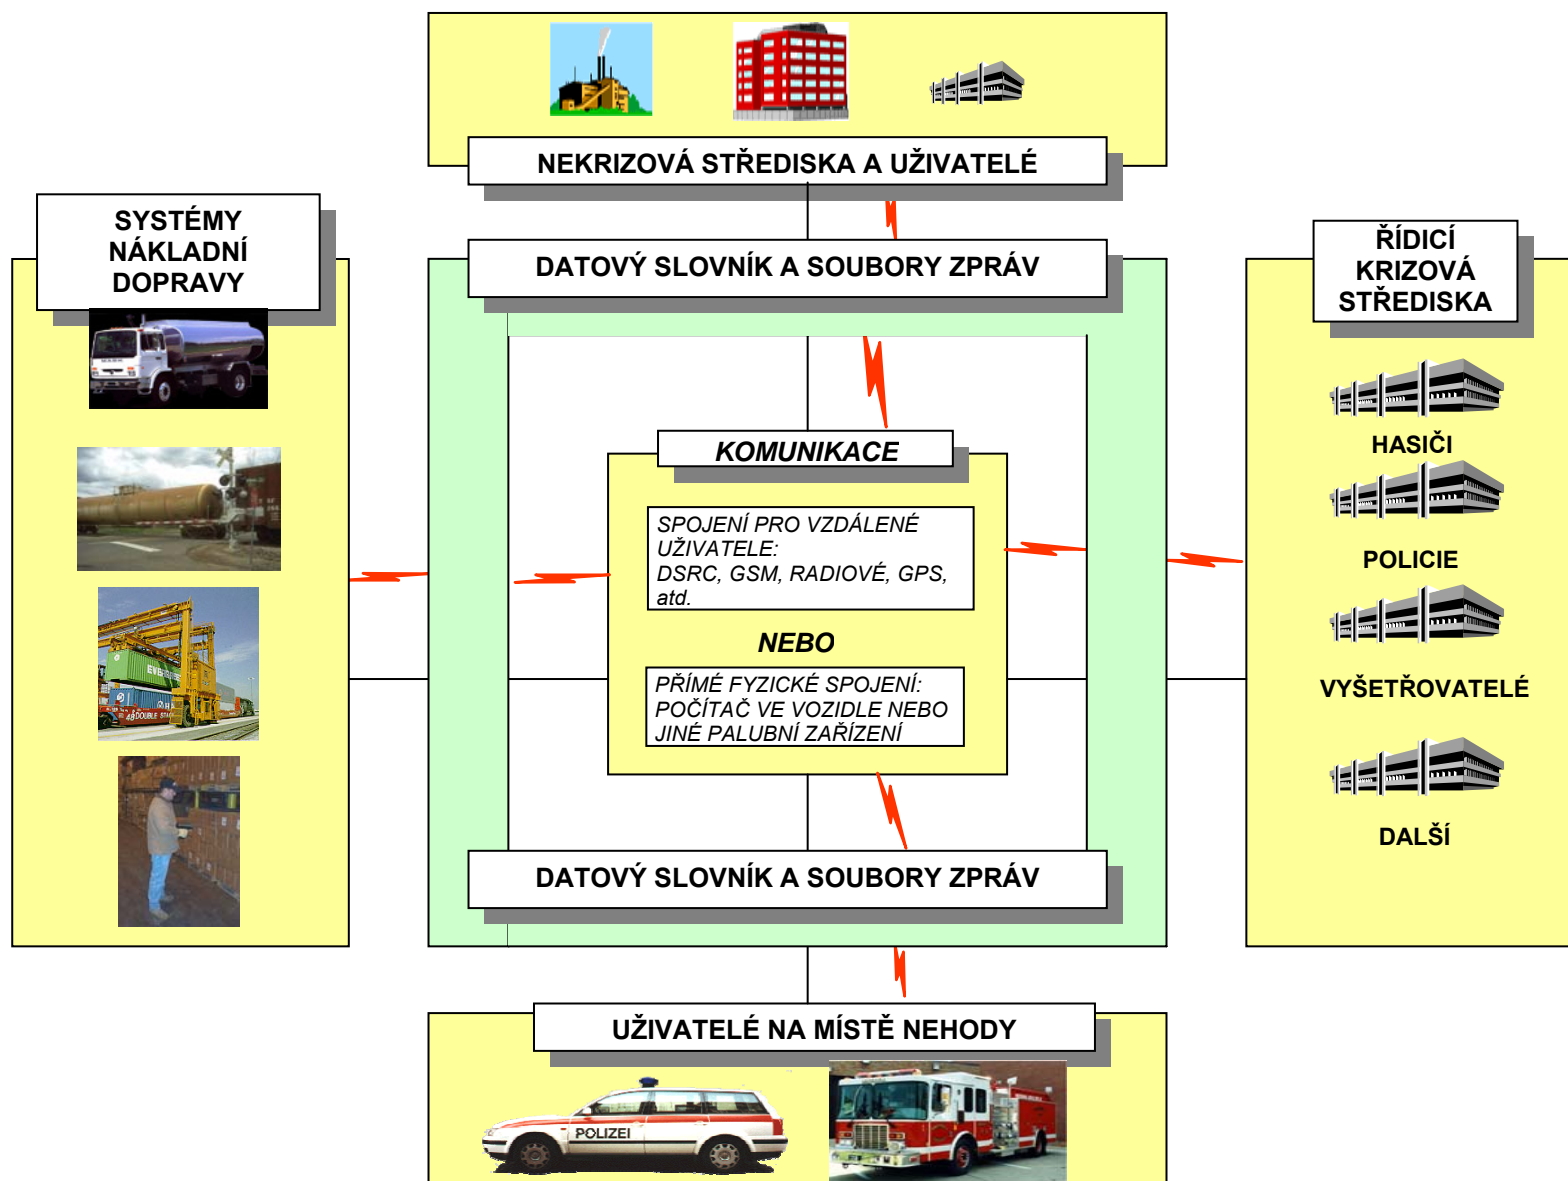 NEKRIZOVÁ STŘEDISKA A UŽIVATELÉ
SYSTÉMY
NÁKLADNÍ
DOPRAVY
DATOVÝ SLOVNÍK A SOUBORY ZPRÁV
ŘÍDICÍ
KRIZOVÁ
STŘEDISKA
KOMUNIKACE
SPOJENÍ PRO VZDÁLENÉ
UŽIVATELE:
DSRC, GSM, RADIOVÉ, GPS,
atd.
NEBO
PŘÍMÉ FYZICKÉ SPOJENÍ:
POČÍTAČ VE VOZIDLE NEBO
JINÉ PALUBNÍ ZAŘÍZENÍ
HASIČI
POLICIE
VYŠETŘOVATELÉ
DALŠÍ
DATOVÝ SLOVNÍK A SOUBORY ZPRÁV
UŽIVATELÉ NA MÍSTĚ NEHODY
POLIZEI